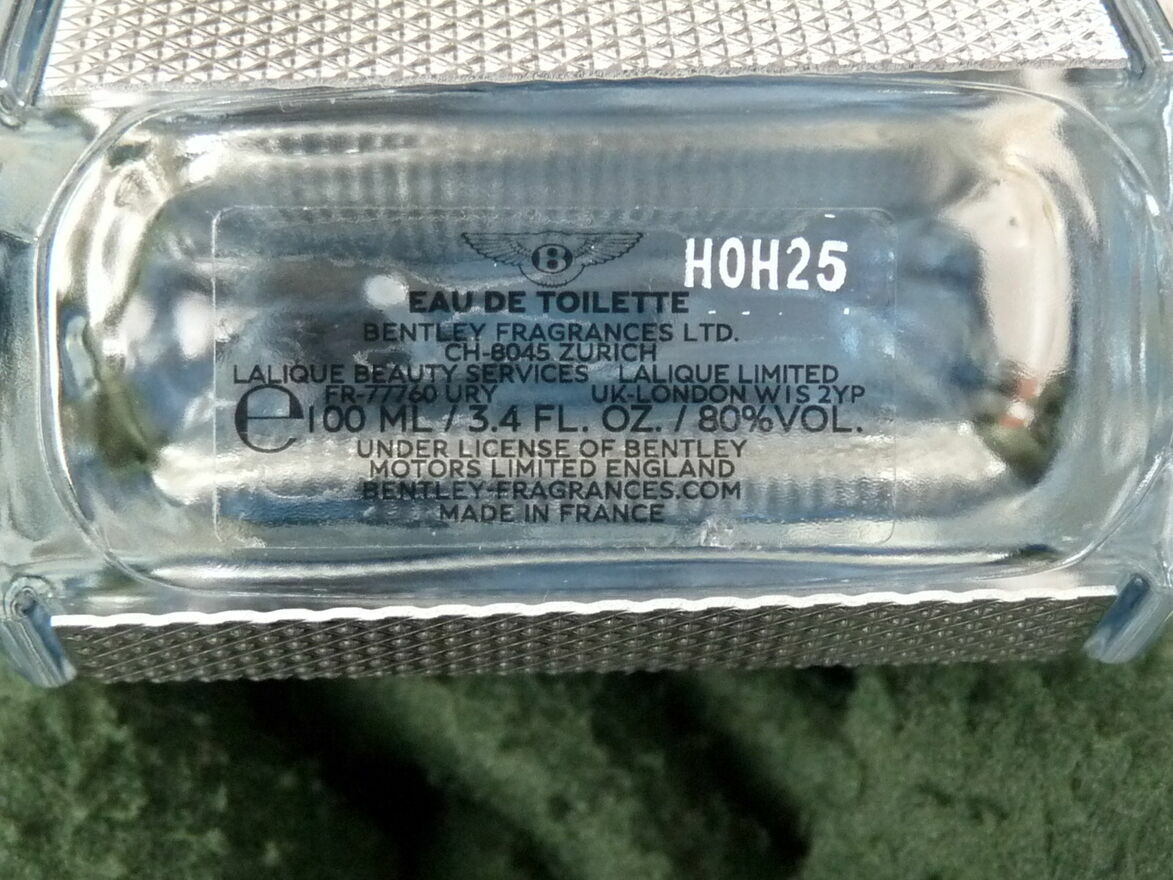 B
H0H25
EAU DE TOILETTE
BENTLEY FRAGRANCES LTD.
CH-8045 ZURICH
LALIQUE BEAUTY SERVICES LALIQUE LIMITED
FR-77760 URY UK-LONDON W1S 2YP
e 100 ML / 3.4 FL. OZ. / 80%VOL.
UNDER LICENSE OF BENTLEY
MOTORS LIMITED ENGLAND
BENTLEY-FRAGRANCES.COM
MADE IN FRANCE